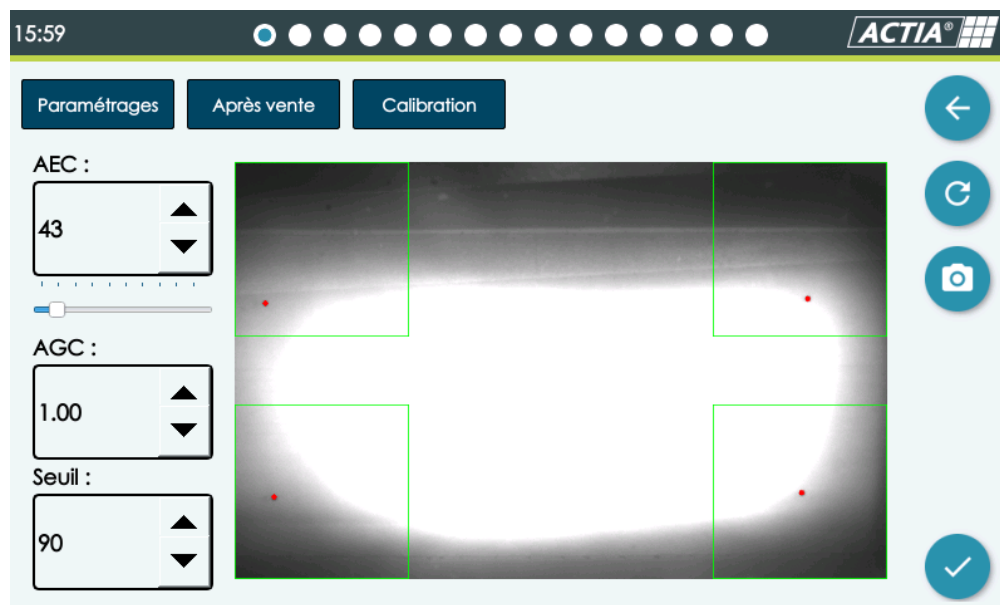 15:59
ACTIA®
Paramétrages
Après vente
Calibration
AEC :
43
AGC :
1.00
Seuil :
90